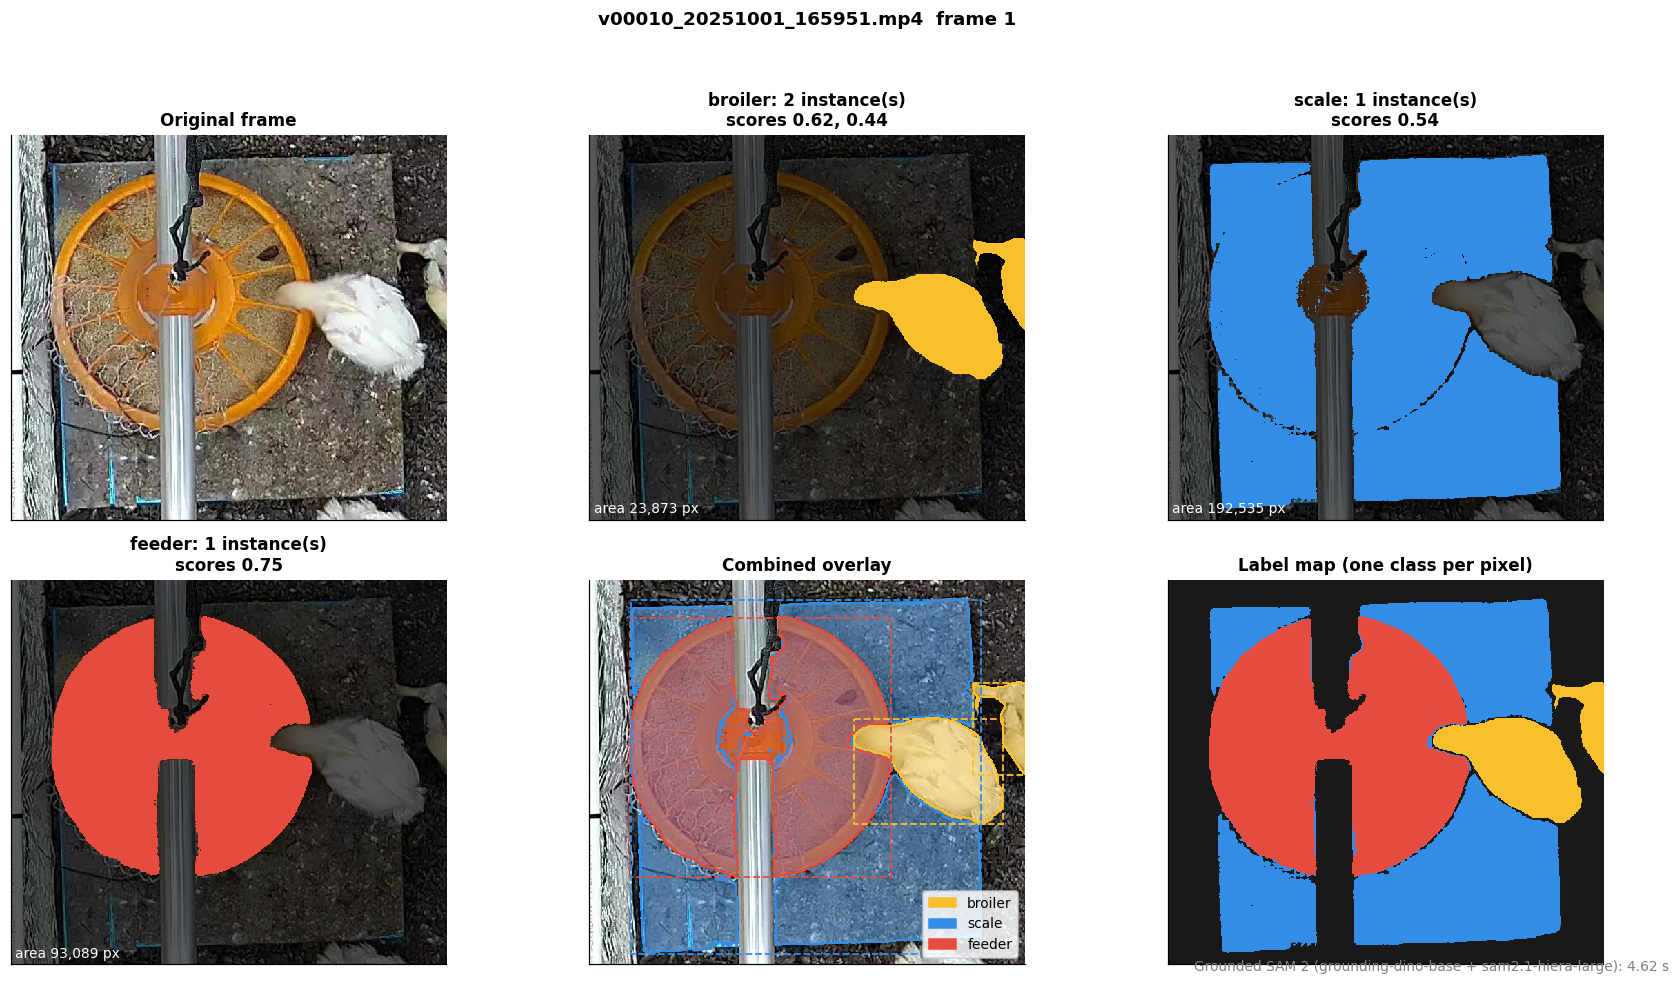 v00010_20251001_165951.mp4  frame 1
Original frame
broiler: 2 instance(s)
scores 0.62, 0.44
scale: 1 instance(s)
scores 0.54
area 23,873 px
area 192,535 px
feeder: 1 instance(s)
scores 0.75
Combined overlay
Label map (one class per pixel)
area 93,089 px
broiler
scale
feeder
Grounded SAM 2 (grounding-dino-base + sam2.1-hiera-large): 4.62 s